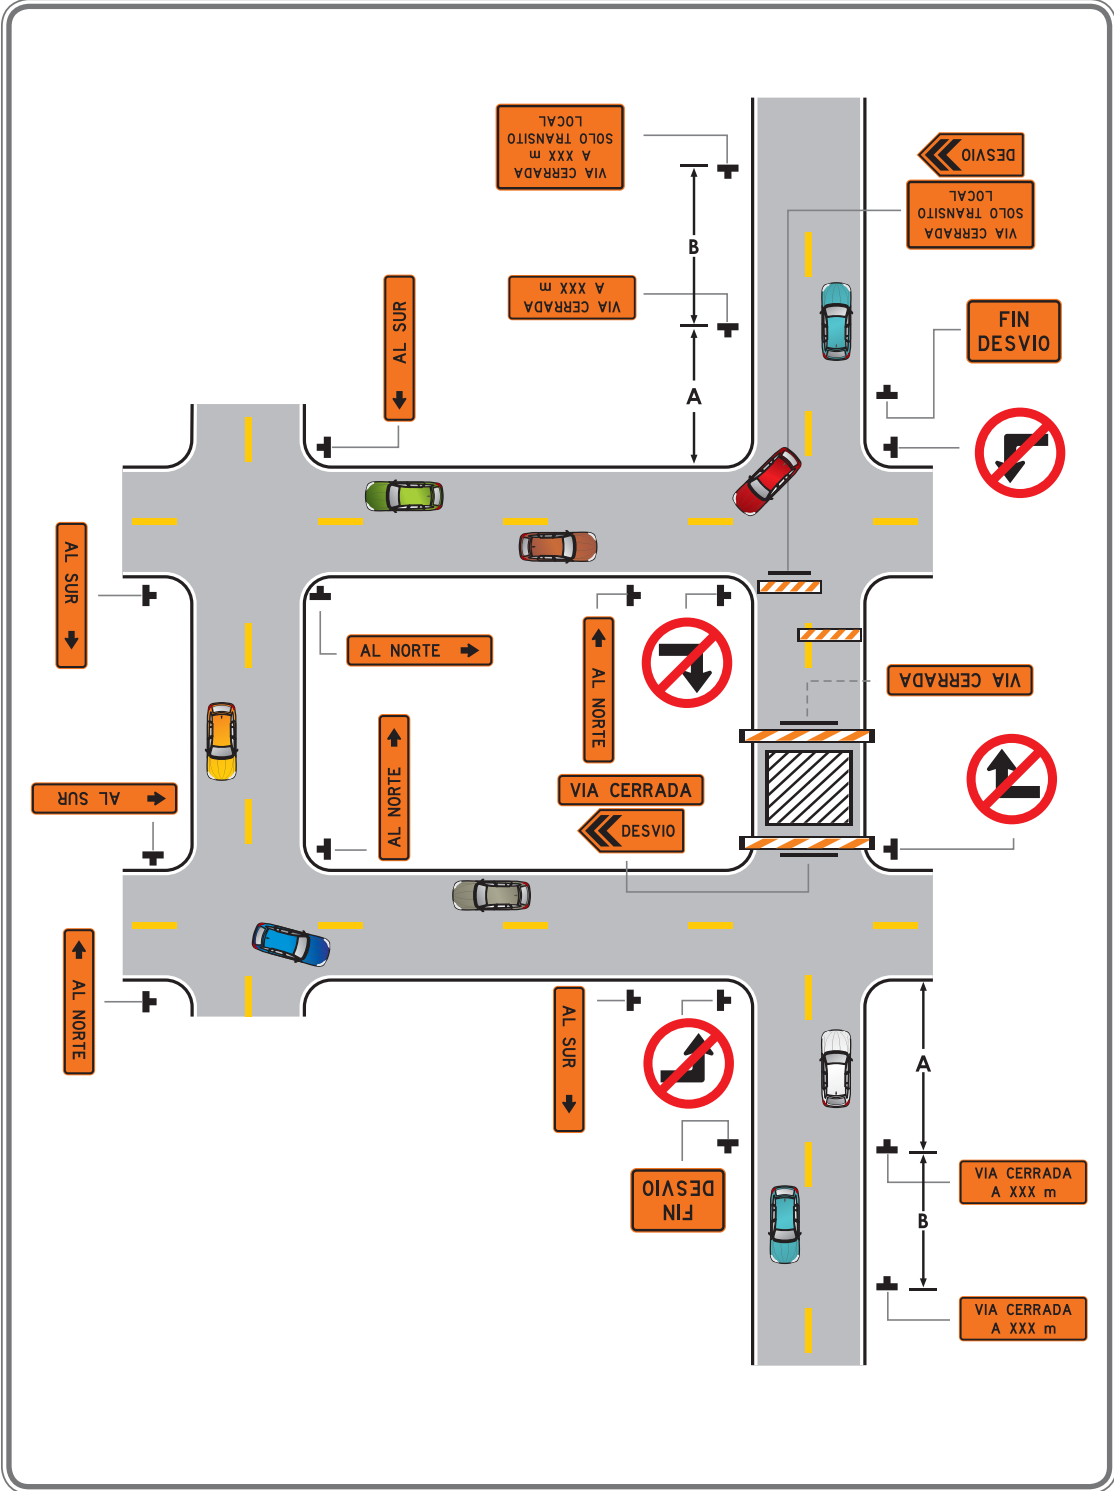 VIA CERRADA
A XXX m
SOLO TRANSITO
LOCAL
DESVIO
VIA CERRADA
SOLO TRANSITO
LOCAL
B
VIA CERRADA
A XXX m
AL SUR
FIN
DESVIO
A
AL SUR
AL NORTE
AL NORTE
VIA CERRADA
AL NORTE
VIA CERRADA
DESVIO
AL SUR
AL NORTE
AL SUR
A
FIN
DESVIO
VIA CERRADA
A XXX m
B
VIA CERRADA
A XXX m